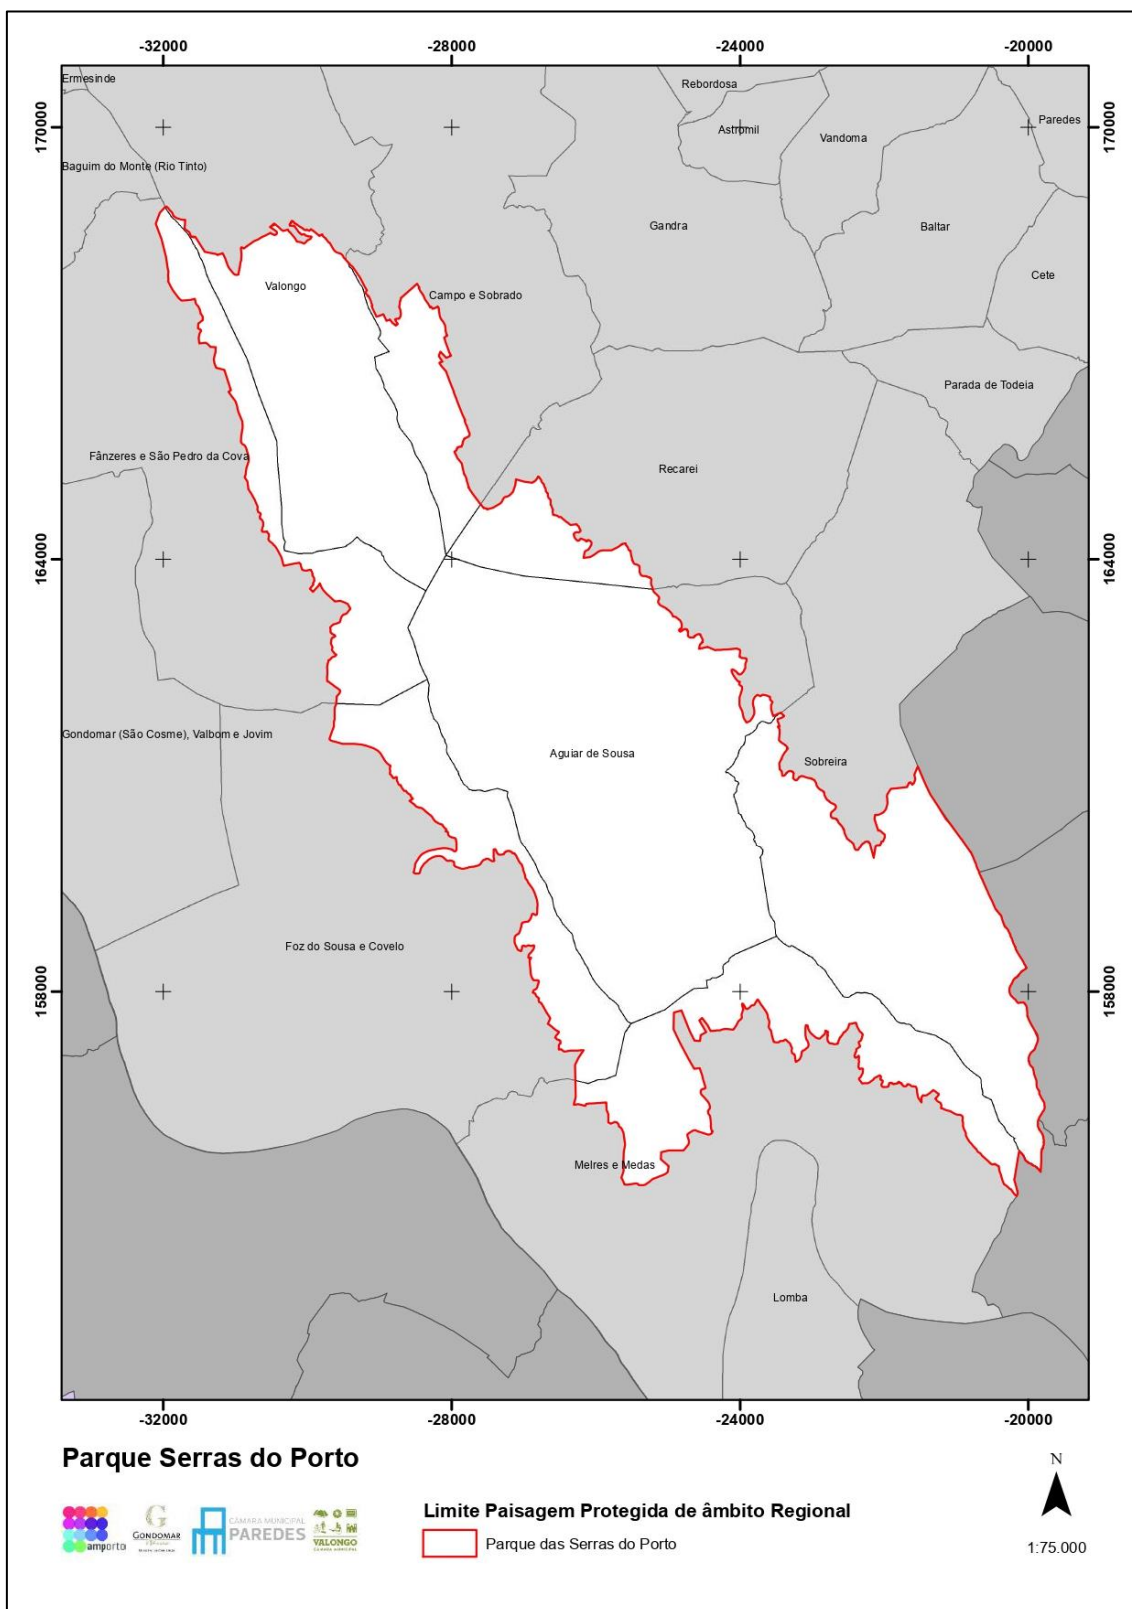 -32000 -28000 -24000 -20000
Ermesinde
Rebordosa
Paredes
170000
170000
Astromil
Vandoma
Baguim do Monte (Rio Tinto)
Gandra
Baltar
Cete
Valongo
Campo e Sobrado
Parada de Todeia
Fânzeres e São Pedro da Cova
Recarei
164000
164000
Gondomar (São Cosme), Valbom e Jovim
Aguiar de Sousa
Sobreira
Foz do Sousa e Covelo
158000
158000
Melres e Medas
Lomba
-32000 -28000 -24000 -20000
Parque Serras do Porto
N
Limite Paisagem Protegida de âmbito Regional
Parque das Serras do Porto
1:75.000
amporto
G
GONDOMAR
CÂMARA MUNICIPAL
PAREDES
VALONGO
CÂMARA MUNICIPAL